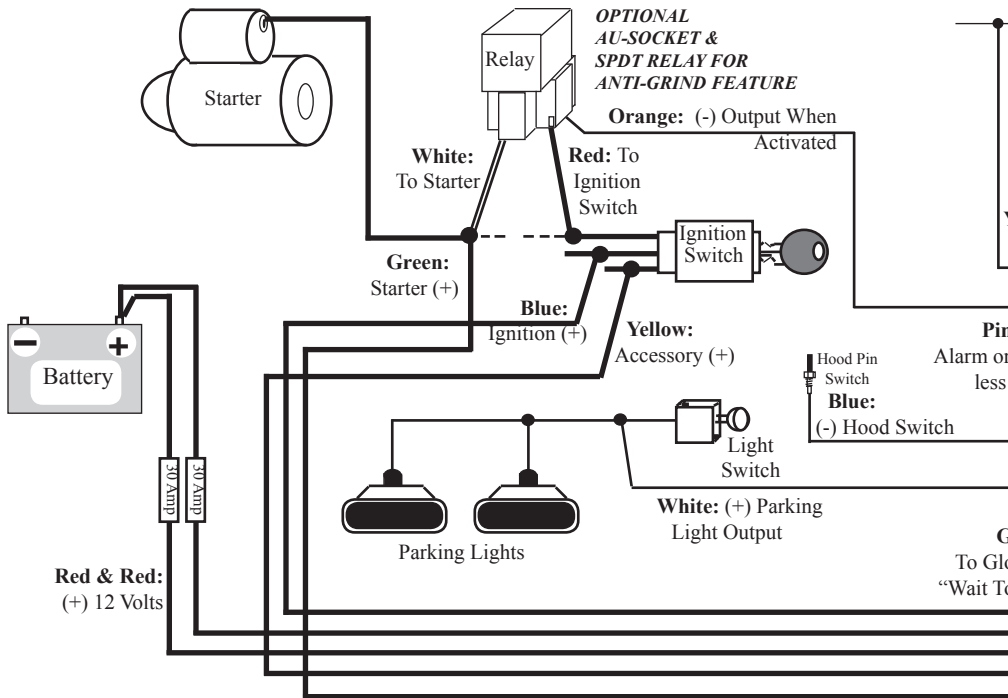 OPTIONAL
AU-SOCKET &
SPDT RELAY FOR
ANTI-GRIND FEATURE
Relay
Starter
Orange: (-) Output When
Activated
White:
To Starter
Red: To
Ignition
Switch
Ignition
Switch
Green:
Starter (+)
Blue:
Ignition (+)
Yellow:
Accessory (+)
Battery
Hood Pin
Switch
Blue:
(-) Hood Switch
Alarm or
less
Light
Switch
White: (+) Parking
Light Output
Parking Lights
30 Amp
30 Amp
Red & Red:
(+) 12 Volts
To Glo
“Wait To